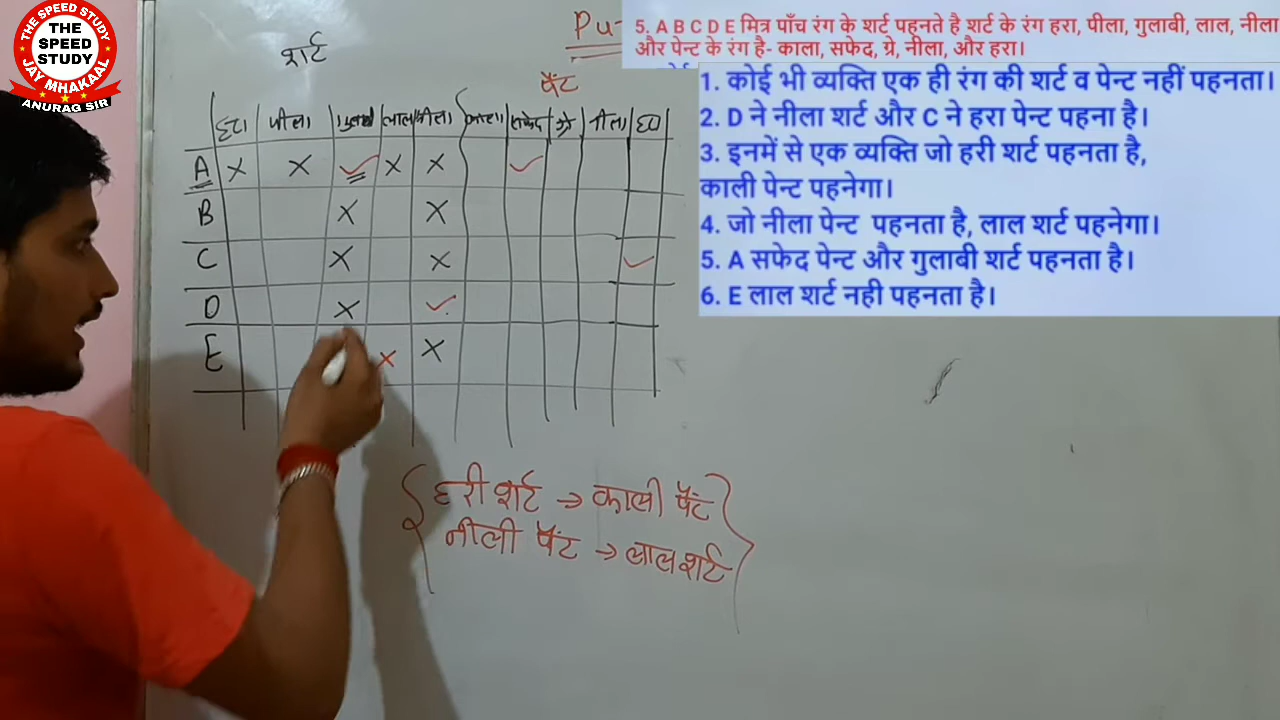 THE SPEED STUDY
THE
SPEED
STUDY
JAY MHAKAAL
ANURAG SIR
Pu-
5. A B C D E मित्र पाँच रंग के शर्ट पहनते है शर्ट के रंग हरा, पीला, गुलाबी, लाल, नीला
और पेन्ट के रंग है- काला, सफेद, ग्रे, नीला, और हरा।
1. कोई भी व्यक्ति एक ही रंग की शर्ट व पेन्ट नहीं पहनता।
2. D ने नीला शर्ट और C ने हरा पेन्ट पहना है।
3. इनमें से एक व्यक्ति जो हरी शर्ट पहनता है,
काली पेन्ट पहनेगा।
4. जो नीला पेन्ट पहनता है, लाल शर्ट पहनेगा।
5. A सफेद पेन्ट और गुलाबी शर्ट पहनता है।
6. E लाल शर्ट नही पहनता है।
शर्ट पैंट
हरा पीला लाल नीला काला सफेद ग्रे नीला हरा
A
B
C
D
E
हरी शर्ट → काली पैंट
नीली पैंट → लाल शर्ट